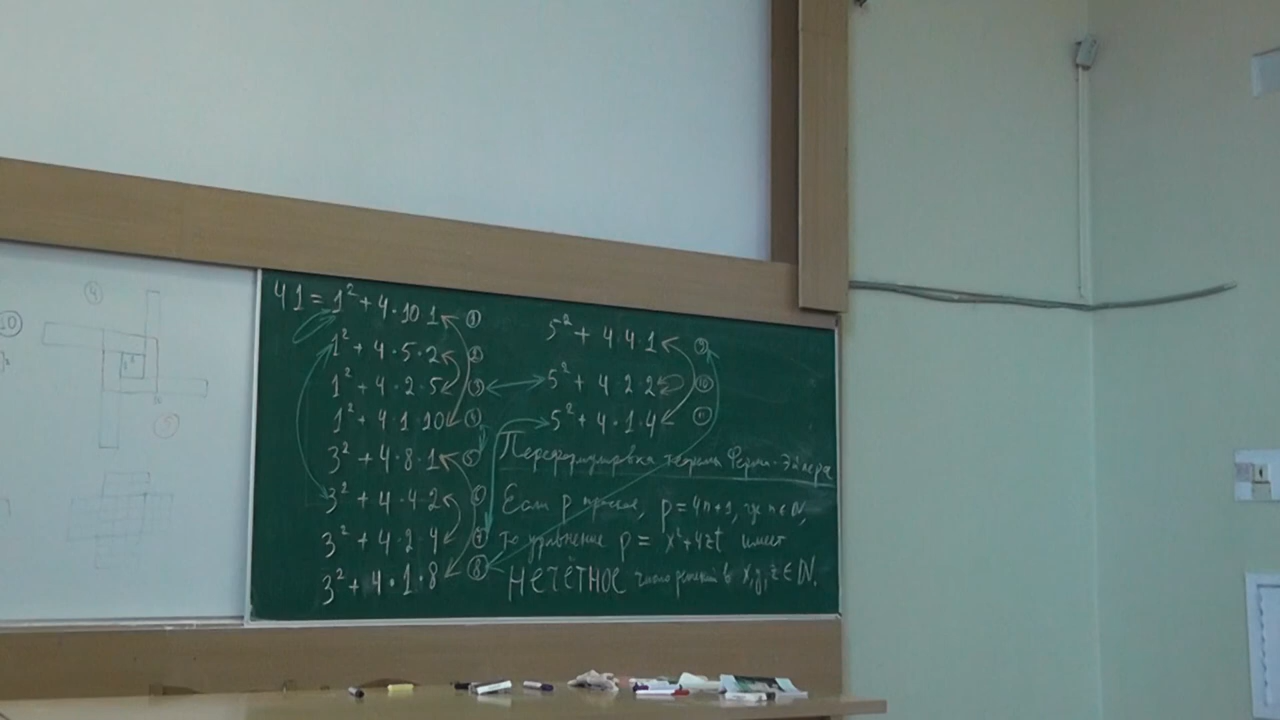 41 = 1² + 4·10·1 ①
1² + 4·5·2 ②
1² + 4·2·5 ③
1² + 4·1·10 ④
3² + 4·8·1 ⑤
3² + 4·4·2 ⑥
3² + 4·2·4 ⑦
3² + 4·1·8 ⑧
5² + 4·4·1 ⑨
5² + 4·2·2 ⑩
5² + 4·1·4 ⑪
Переформулировка теоремы Ферма-Эйлера
Если p простое, p = 4n+1, где n∈ℕ,
то уравнение p = x²+4zt имеет
НЕЧЁТНОЕ число решений в x,y,z∈ℕ.
④